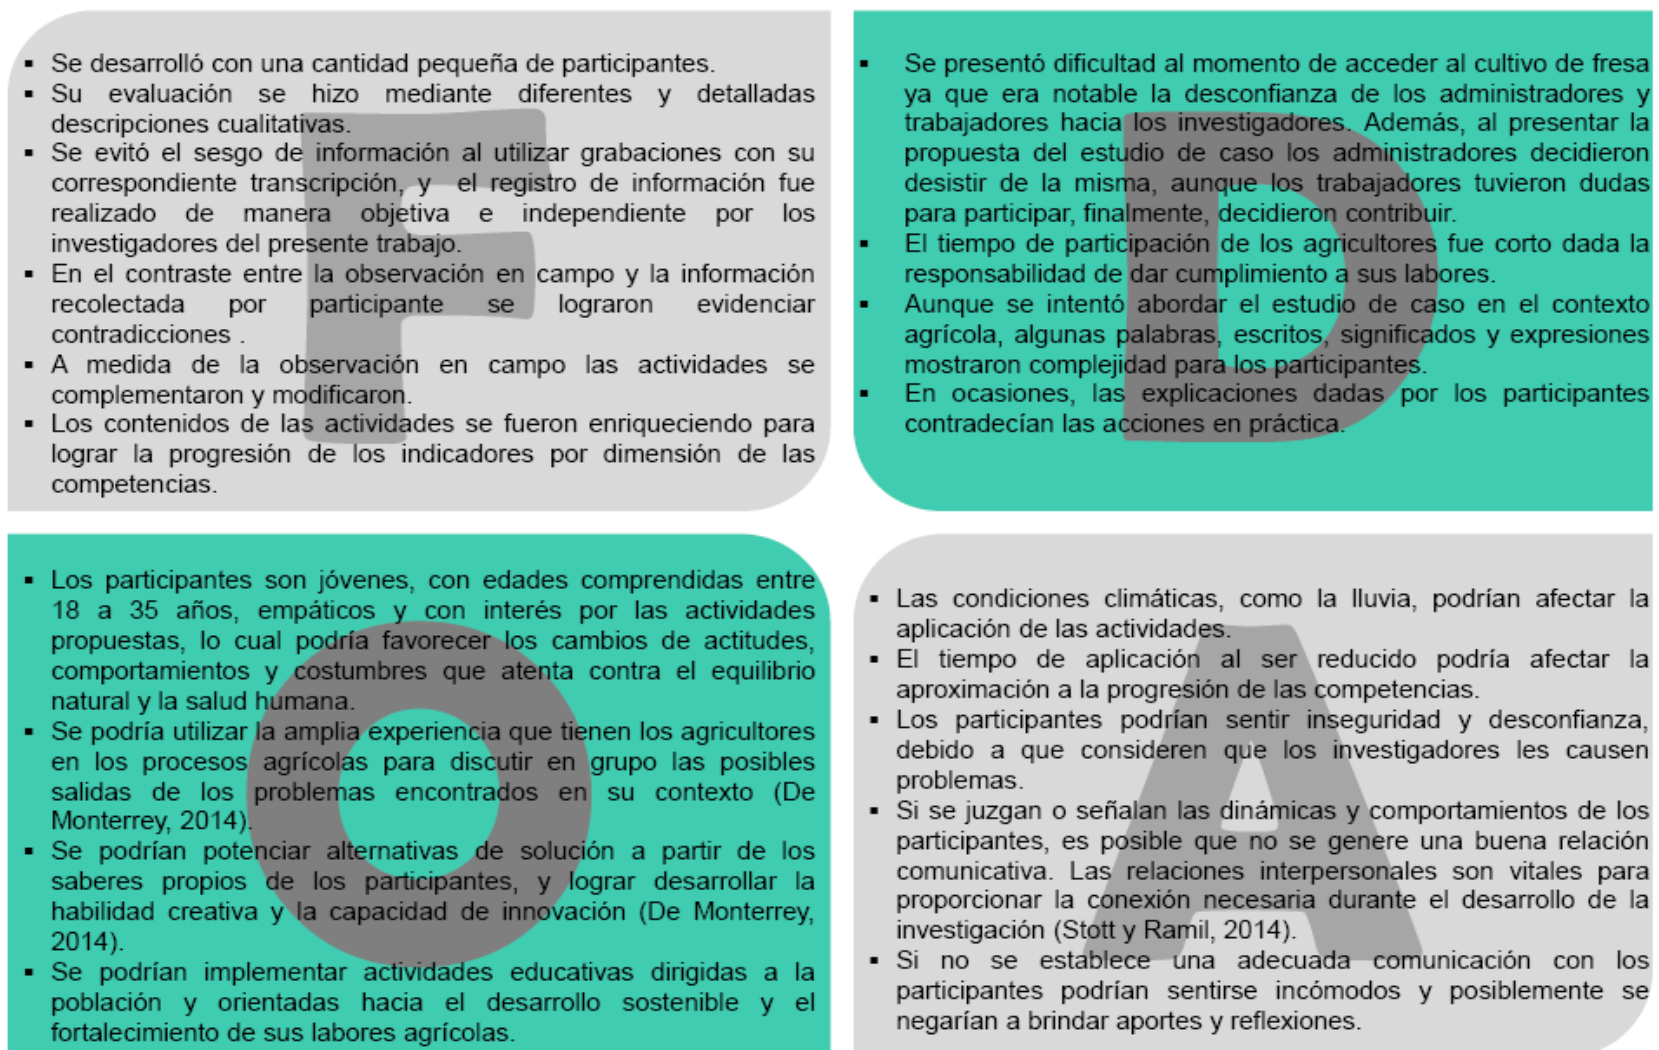 ▪ Se desarrolló con una cantidad pequeña de participantes.
▪ Su evaluación se hizo mediante diferentes y detalladas
descripciones cualitativas.
▪ Se evitó el sesgo de información al utilizar grabaciones con su
correspondiente transcripción, y el registro de información fue
realizado de manera objetiva e independiente por los
investigadores del presente trabajo.
▪ En el contraste entre la observación en campo y la información
recolectada por participante se lograron evidenciar
contradicciones .
▪ A medida de la observación en campo las actividades se
complementaron y modificaron.
▪ Los contenidos de las actividades se fueron enriqueciendo para
lograr la progresión de los indicadores por dimensión de las
competencias.
F
▪ Se presentó dificultad al momento de acceder al cultivo de fresa
ya que era notable la desconfianza de los administradores y
trabajadores hacia los investigadores. Además, al presentar la
propuesta del estudio de caso los administradores decidieron
desistir de la misma, aunque los trabajadores tuvieron dudas
para participar, finalmente, decidieron contribuir.
▪ El tiempo de participación de los agricultores fue corto dada la
responsabilidad de dar cumplimiento a sus labores.
▪ Aunque se intentó abordar el estudio de caso en el contexto
agrícola, algunas palabras, escritos, significados y expresiones
mostraron complejidad para los participantes.
▪ En ocasiones, las explicaciones dadas por los participantes
contradecían las acciones en práctica.
D
▪ Los participantes son jóvenes, con edades comprendidas entre
18 a 35 años, empáticos y con interés por las actividades
propuestas, lo cual podría favorecer los cambios de actitudes,
comportamientos y costumbres que atenta contra el equilibrio
natural y la salud humana.
▪ Se podría utilizar la amplia experiencia que tienen los agricultores
en los procesos agrícolas para discutir en grupo las posibles
salidas de los problemas encontrados en su contexto (De
Monterrey, 2014).
▪ Se podrían potenciar alternativas de solución a partir de los
saberes propios de los participantes, y lograr desarrollar la
habilidad creativa y la capacidad de innovación (De Monterrey,
2014).
▪ Se podrían implementar actividades educativas dirigidas a la
población y orientadas hacia el desarrollo sostenible y el
fortalecimiento de sus labores agrícolas.
O
▪ Las condiciones climáticas, como la lluvia, podrían afectar la
aplicación de las actividades.
▪ El tiempo de aplicación al ser reducido podría afectar la
aproximación a la progresión de las competencias.
▪ Los participantes podrían sentir inseguridad y desconfianza,
debido a que consideren que los investigadores les causen
problemas.
▪ Si se juzgan o señalan las dinámicas y comportamientos de los
participantes, es posible que no se genere una buena relación
comunicativa. Las relaciones interpersonales son vitales para
proporcionar la conexión necesaria durante el desarrollo de la
investigación (Stott y Ramil, 2014).
▪ Si no se establece una adecuada comunicación con los
participantes podrían sentirse incómodos y posiblemente se
negarían a brindar aportes y reflexiones.
A